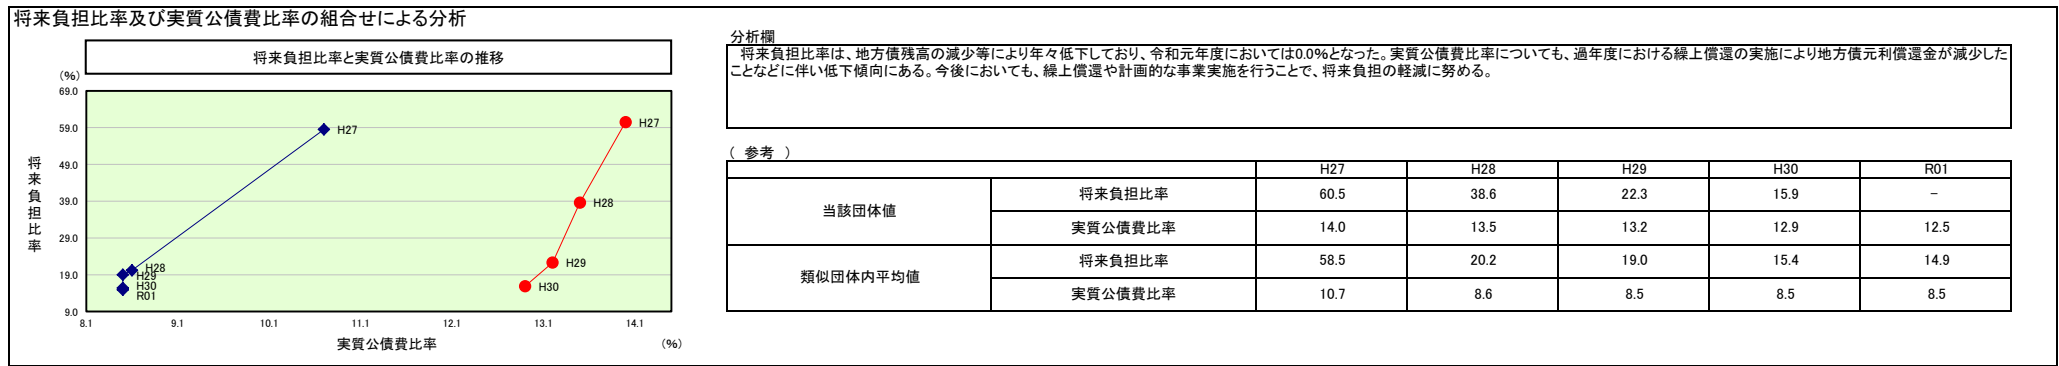 将来負担比率及び実質公債費比率の組合せによる分析
将来負担比率と実質公債費比率の推移
(%)
69.0
59.0
49.0
39.0
29.0
19.0
9.0
将来負担比率
8.1
9.1
10.1
11.1
12.1
13.1
14.1
実質公債費比率
(%)
H27
H28
H29
H30
R01
H27
H28
H29
H30
分析欄
将来負担比率は、地方債残高の減少等により年々低下しており、令和元年度においては0.0%となった。実質公債費比率についても、過年度における繰上償還の実施により地方債元利償還金が減少した
ことなどに伴い低下傾向にある。今後においても、繰上償還や計画的な事業実施を行うことで、将来負担の軽減に努める。
( 参考 )
H27 H28 H29 H30 R01
当該団体値
将来負担比率 60.5 38.6 22.3 15.9 -
実質公債費比率 14.0 13.5 13.2 12.9 12.5
類似団体内平均値
将来負担比率 58.5 20.2 19.0 15.4 14.9
実質公債費比率 10.7 8.6 8.5 8.5 8.5